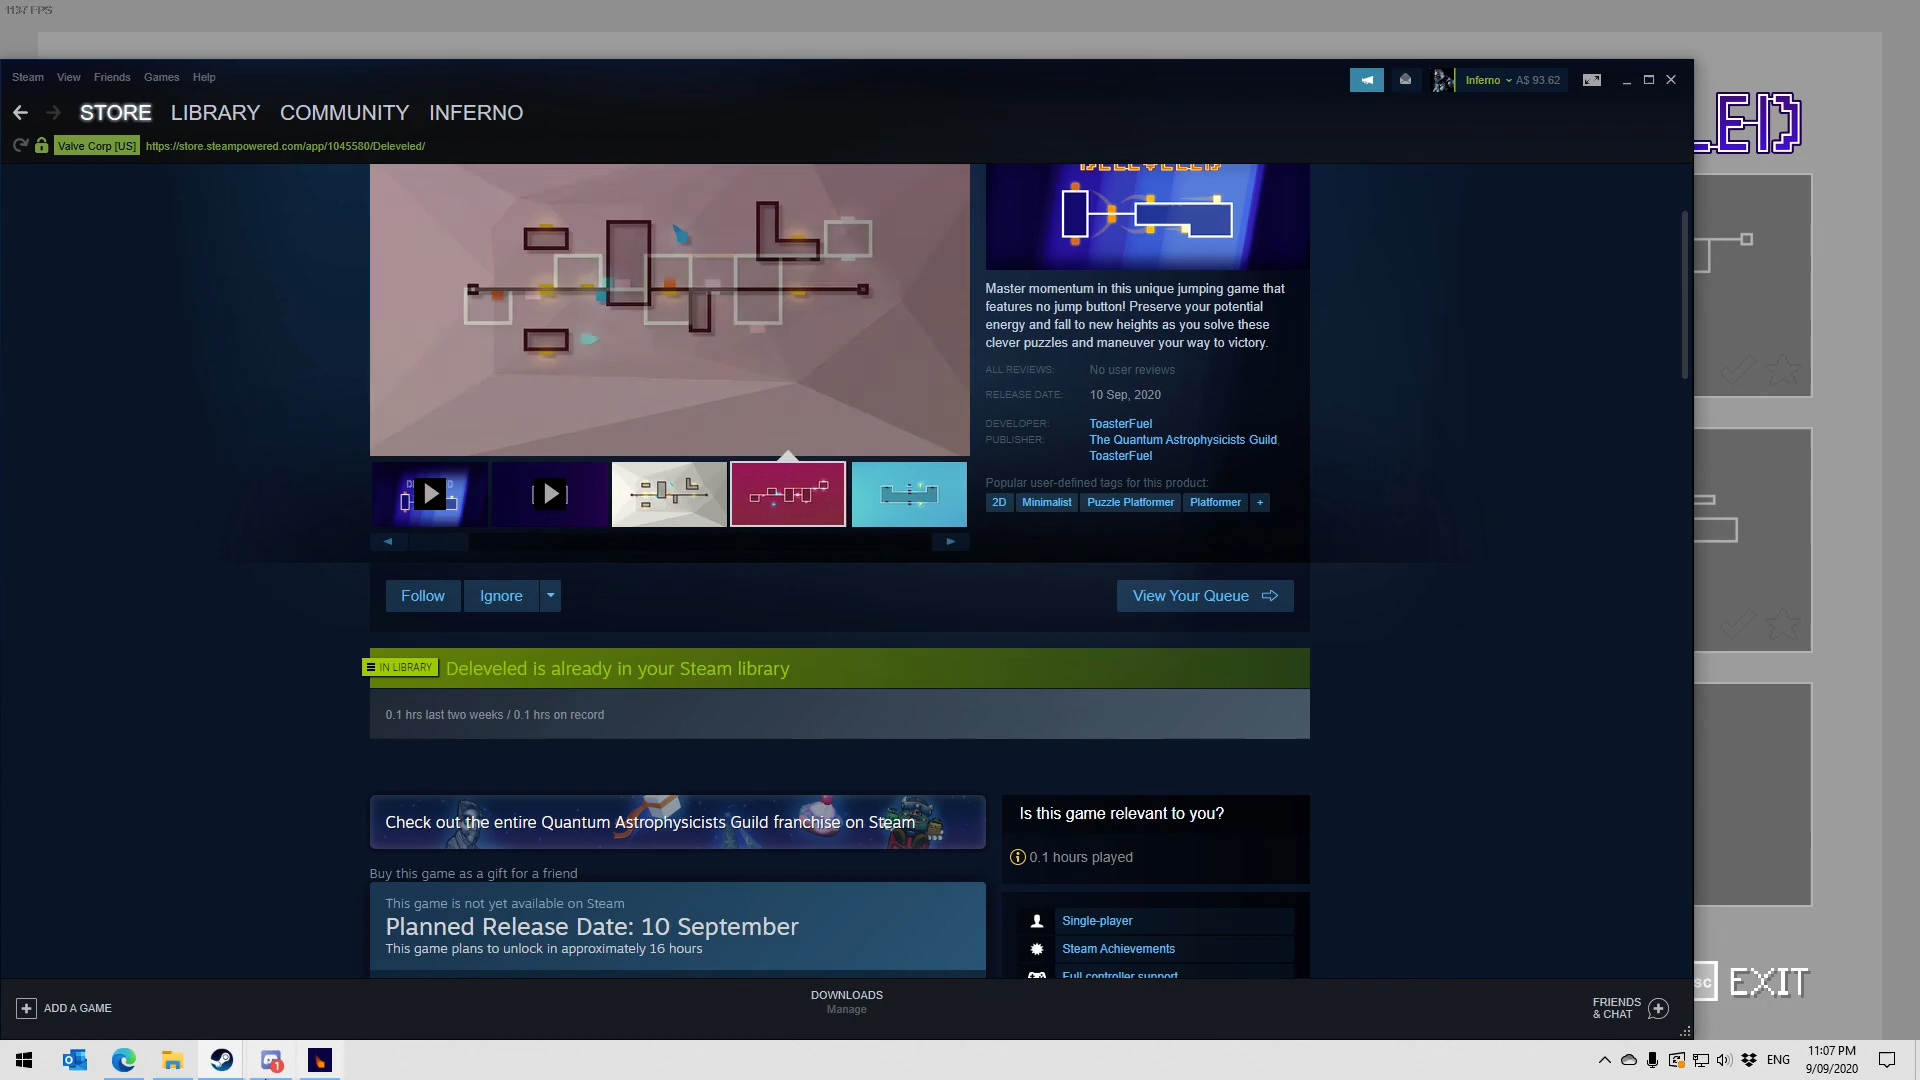 1137 FPS
Steam View Friends Games Help
Inferno A$ 93.62
STORE LIBRARY COMMUNITY INFERNO
Valve Corp [US] https://store.steampowered.com/app/1045580/Deleveled/
Master momentum in this unique jumping game that
features no jump button! Preserve your potential
energy and fall to new heights as you solve these
clever puzzles and maneuver your way to victory.
ALL REVIEWS: No user reviews
RELEASE DATE: 10 Sep, 2020
DEVELOPER: ToasterFuel
PUBLISHER: The Quantum Astrophysicists Guild,
ToasterFuel
Popular user-defined tags for this product:
2D Minimalist Puzzle Platformer Platformer +
Follow Ignore View Your Queue
IN LIBRARY Deleveled is already in your Steam library
0.1 hrs last two weeks / 0.1 hrs on record
Check out the entire Quantum Astrophysicists Guild franchise on Steam
Is this game relevant to you?
0.1 hours played
Buy this game as a gift for a friend
This game is not yet available on Steam
Planned Release Date: 10 September
This game plans to unlock in approximately 16 hours
Single-player
Steam Achievements
Full controller support
ADD A GAME
DOWNLOADS
Manage
FRIENDS
& CHAT
LED
sc EXIT
1
ENG
11:07 PM
9/09/2020